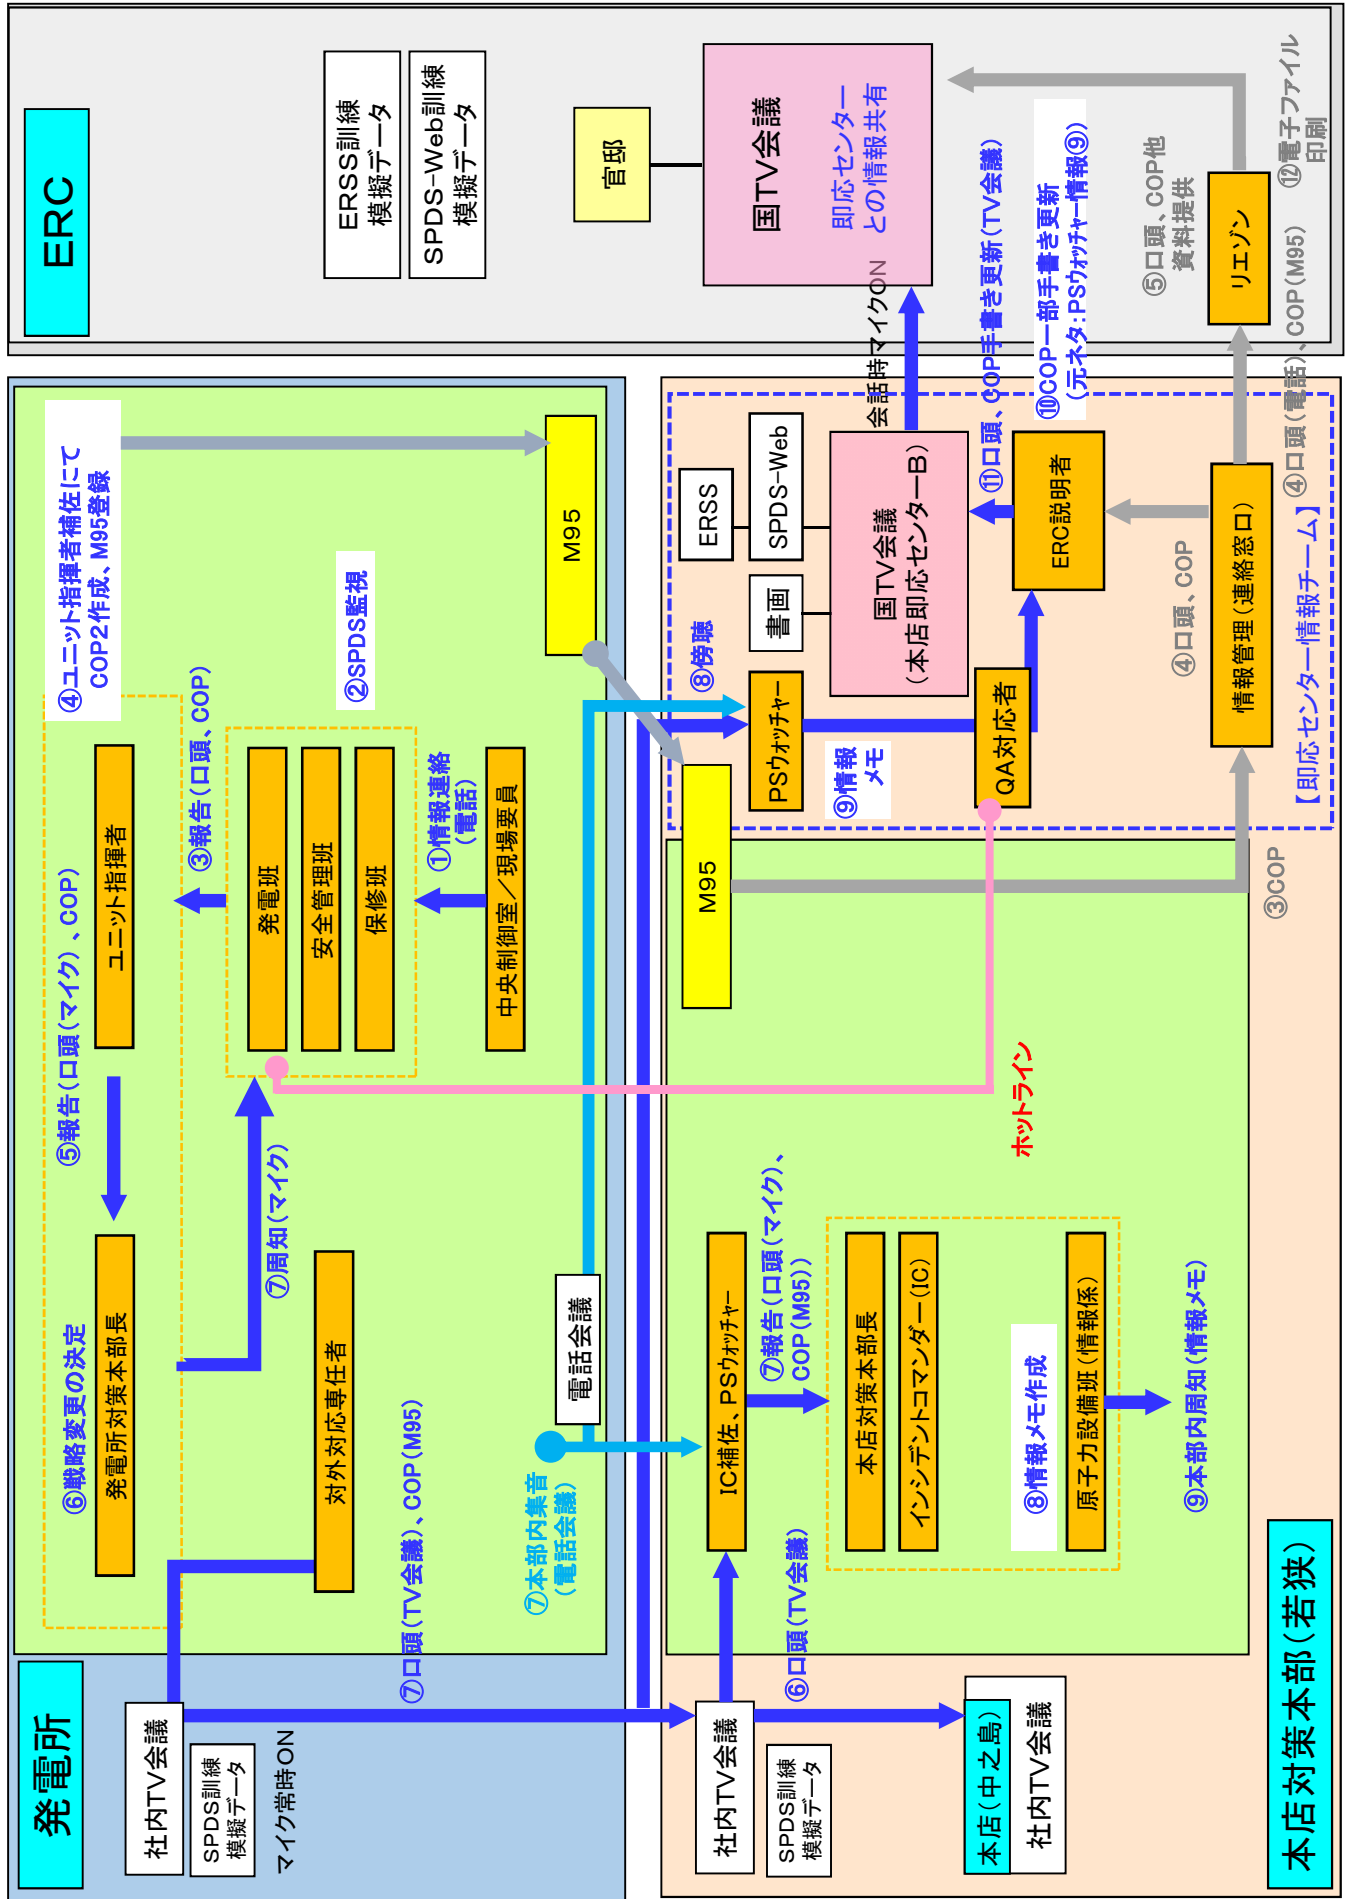 発電所
社内TV会議
SPDS訓練
模擬データ
マイク常時ON
⑥戦略変更の決定
発電所対策本部長
⑤報告(口頭(マイク)、COP)
ユニット指揮者
④ユニット指揮者補佐にて
COP2作成、M95登録
③報告(口頭、COP)
⑦周知(マイク)
対外対応専任者
発電班
安全管理班
保修班
②SPDS監視
①情報連絡
(電話)
中央制御室/現場要員
⑦口頭(TV会議)、COP(M95)
⑦本部内集音
(電話会議)
電話会議
M95
ERC
ERSS訓練
模擬データ
SPDS-Web訓練
模擬データ
官邸
国TV会議
即応センター
との情報共有
会話時マイクON
⑪口頭、COP手書き更新(TV会議)
⑩COP一部手書き更新
(元ネタ:PSウォッチャー情報⑨)
⑤口頭、COP他
資料提供
リエゾン
⑫電子ファイル
印刷
④口頭(電話)、COP(M95)
本店対策本部(若狭)
社内TV会議
SPDS訓練
模擬データ
⑥口頭(TV会議)
本店(中之島)
社内TV会議
IC補佐、PSウォッチャー
⑦報告(口頭(マイク)、
COP(M95))
本店対策本部長
インシデントコマンダー(IC)
⑧情報メモ作成
原子力設備班(情報係)
⑨本部内周知(情報メモ)
ホットライン
M95
③COP
⑧傍聴
PSウォッチャー
⑨情報
メモ
ERSS
SPDS-Web
書画
国TV会議
(本店即応センターB)
QA対応者
ERC説明者
④口頭、COP
情報管理(連絡窓口)
【即応センター情報チーム】